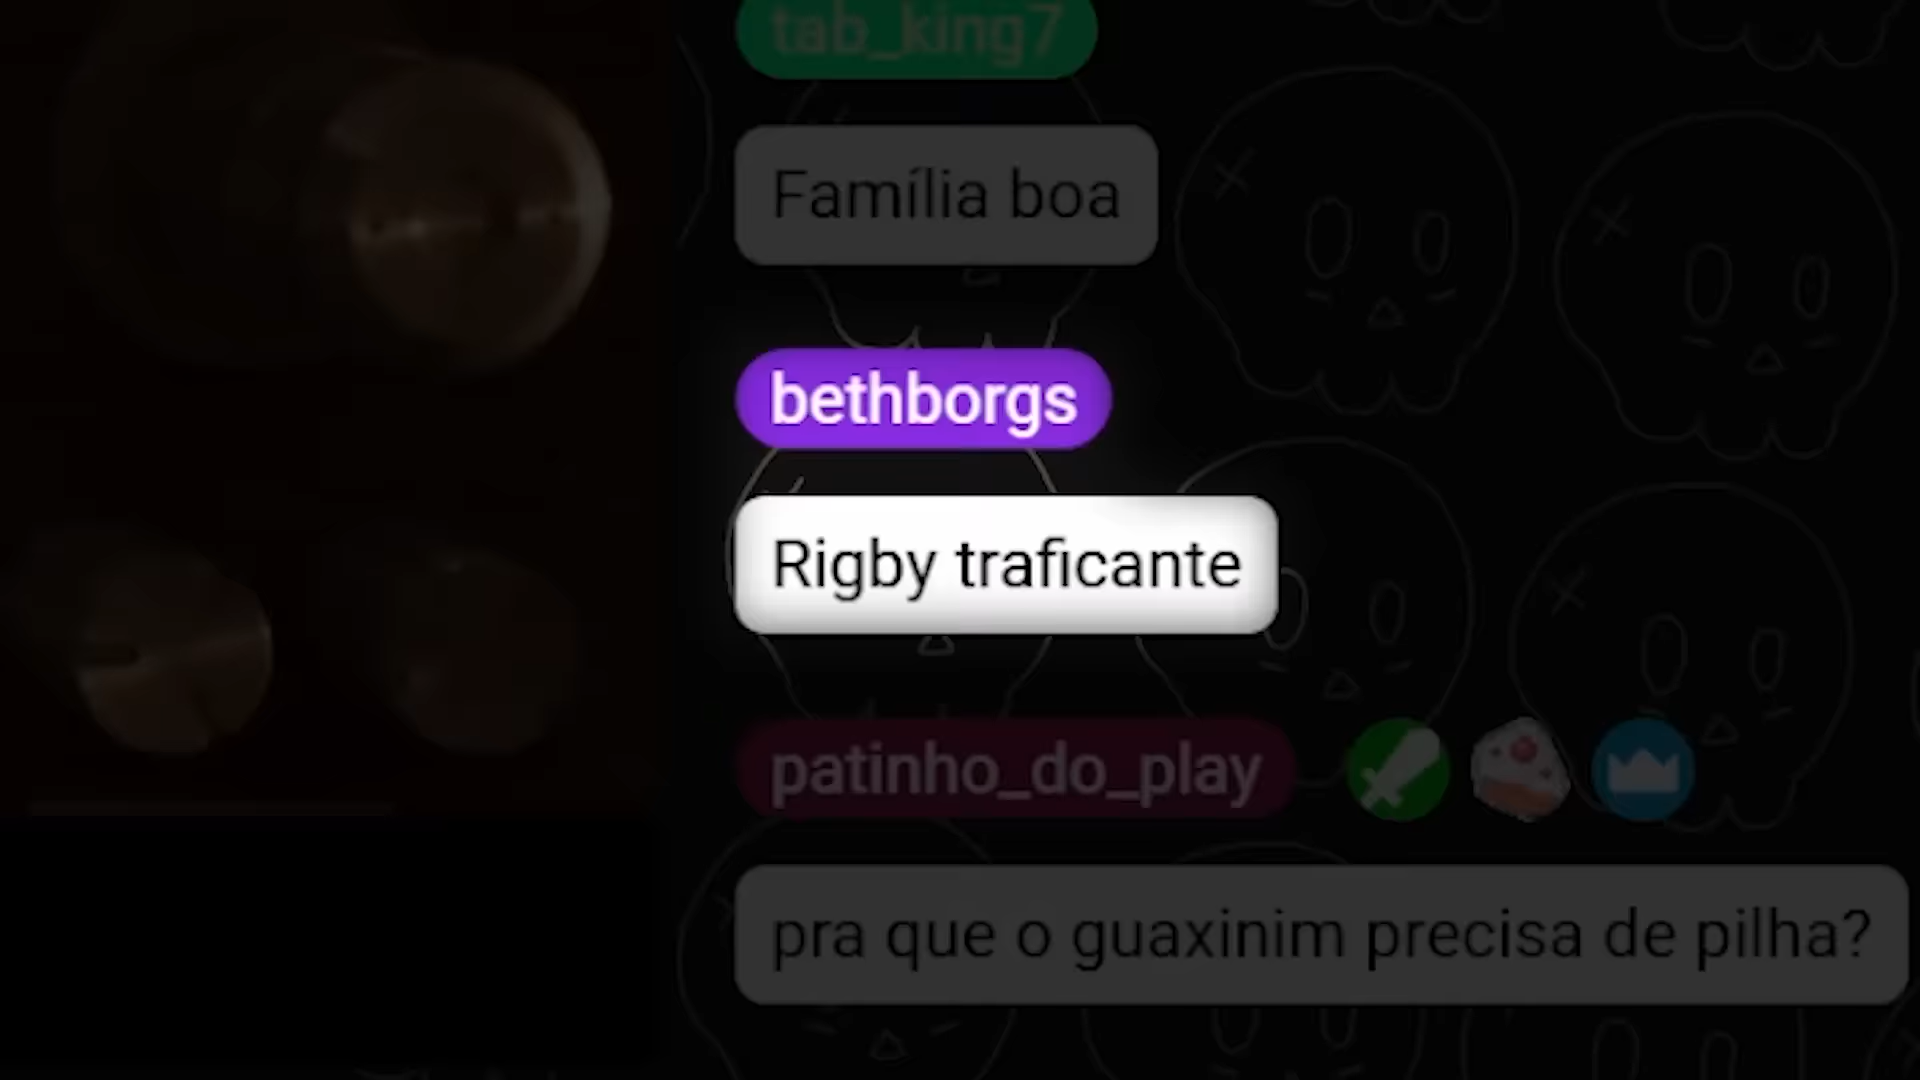 tab_king7
Família boa
bethborgs
Rigby traficante
patinho_do_play
pra que o guaxinim precisa de pilha?